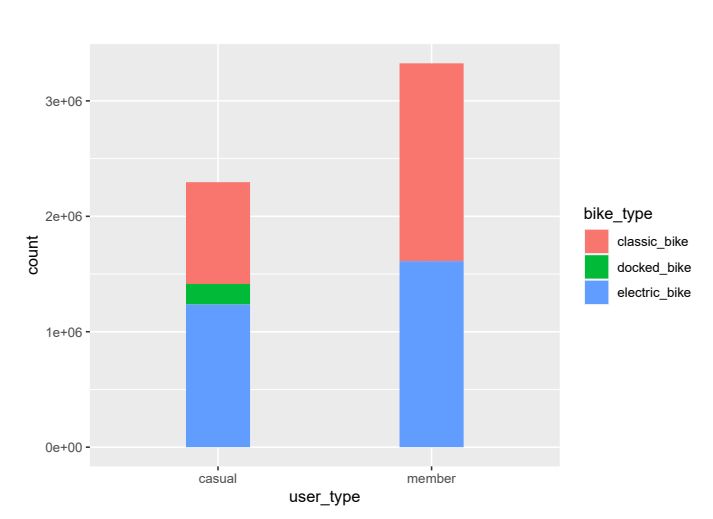 3e+06
2e+06
1e+06
0e+00
count
casual
member
user_type
bike_type
classic_bike
docked_bike
electric_bike